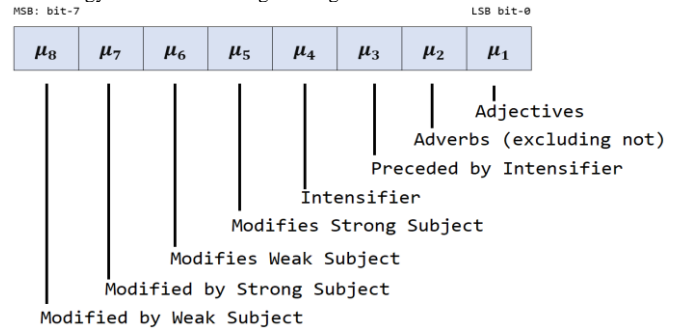 MSB: bit-7 LSB bit-0
μ8 μ7 μ6 μ5 μ4 μ3 μ2 μ1
Adjectives
Adverbs (excluding not)
Preceded by Intensifier
Intensifier
Modifies Strong Subject
Modifies Weak Subject
Modified by Strong Subject
Modified by Weak Subject